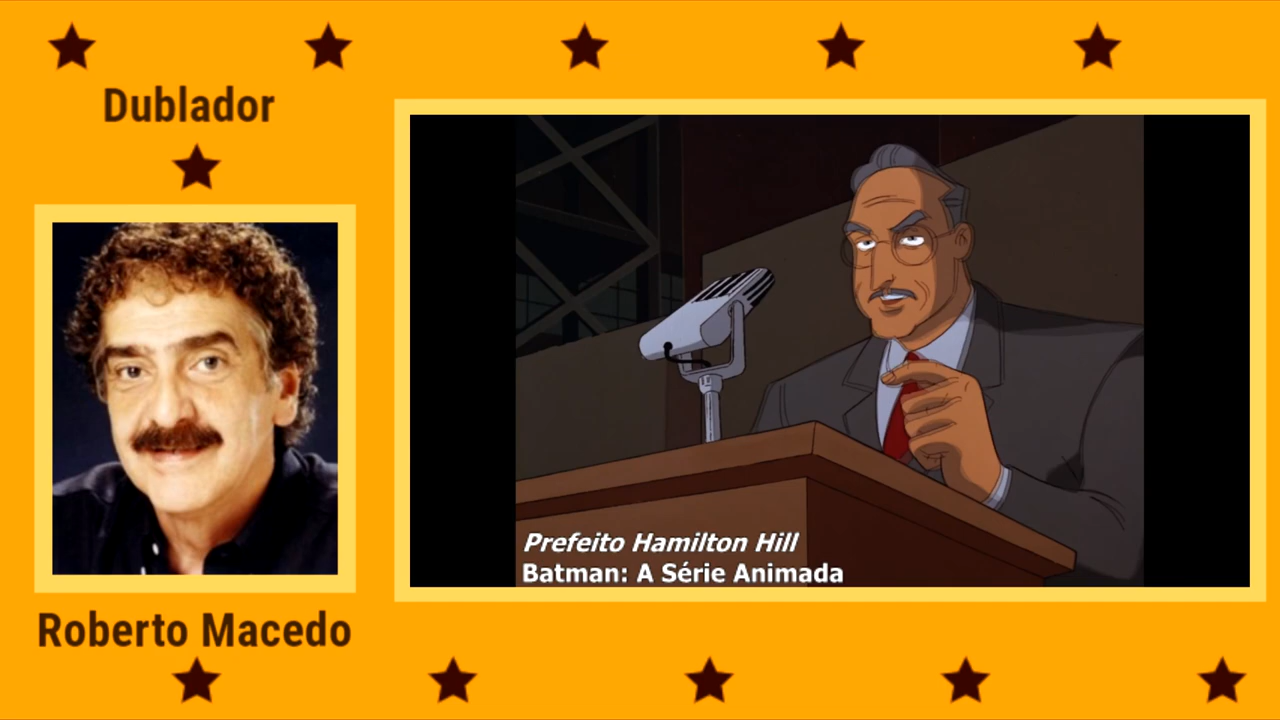 Dublador
Roberto Macedo
Prefeito Hamilton Hill
Batman: A Série Animada